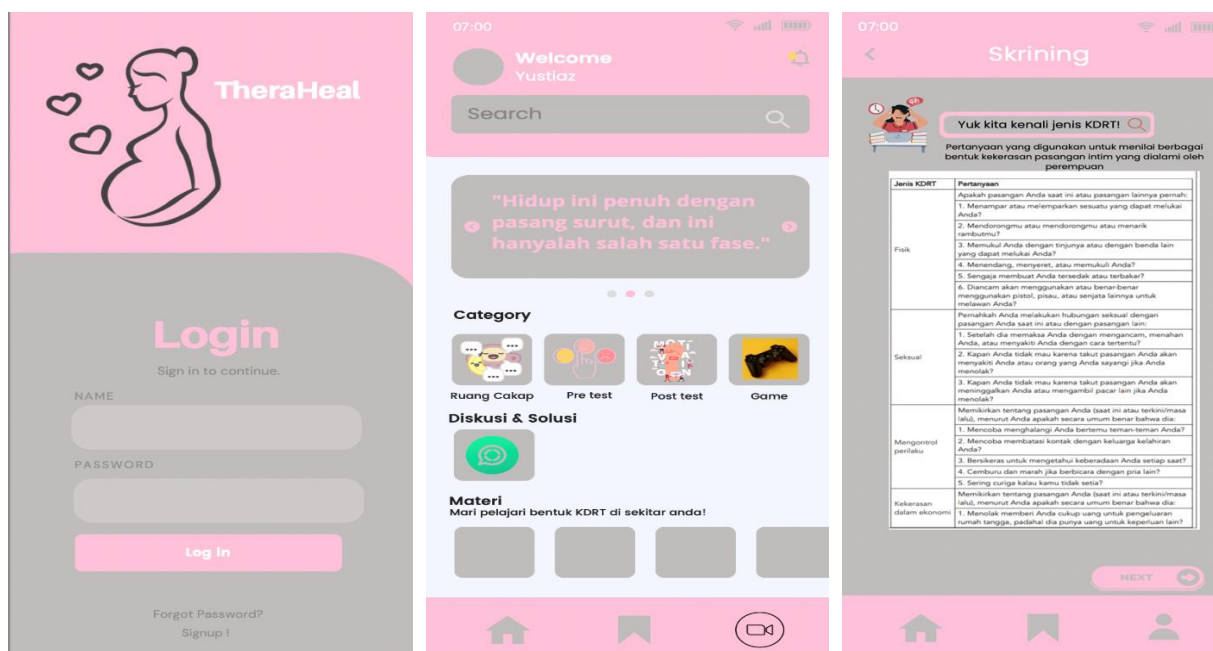 TheraHeal
Login
Sign in to continue.
NAME
PASSWORD
Log in
Forgot Password?
Signup !
07:00
Welcome
Yustiaz
Search
"Hidup ini penuh dengan
pasang surut, dan ini
hanyalah salah satu fase."
Category
Ruang Cakap
Pre test
Post test
Game
Diskusi & Solusi
Materi
Mari pelajari bentuk KDRT di sekitar anda!
07:00
Skrining
Yuk kita kenali jenis KDRT!
Pertanyaan yang digunakan untuk menilai berbagai
bentuk kekerasan pasangan intim yang dialami oleh
perempuan
Jenis KDRT Pertanyaan
Apakah pasangan Anda saat ini atau pasangan lainnya pernah:
1. Menampar atau melemparkan sesuatu yang dapat melukai
Anda?
2. Mendorongmu atau mendorongmu atau menarik
rambutmu?
Fisik
3. Memukul Anda dengan tinjunya atau dengan benda lain
yang dapat melukai Anda?
4. Menendang, menyeret, atau memukuli Anda?
5. Sengaja membuat Anda tersedak atau terbakar?
6. Diancam akan menggunakan atau benar-benar
menggunakan pistol, pisau, atau senjata lainnya untuk
melawan Anda?
Pernahkah Anda melakukan hubungan seksual dengan
pasangan Anda saat ini atau dengan pasangan lain:
1. Setelah dia memaksa Anda dengan mengancam, menahan
Anda, atau menyakiti Anda dengan cara tertentu?
Seksual
2. Kapan Anda tidak mau karena takut pasangan Anda akan
menyakiti Anda atau orang yang Anda sayangi jika Anda
menolak?
3. Kapan Anda tidak mau karena takut pasangan Anda akan
meninggalkan Anda atau mengambil pacar lain jika Anda
menolak?
Memikirkan tentang pasangan Anda (saat ini atau terkini/masa
lalu), menurut Anda apakah secara umum benar bahwa dia:
1. Mencoba menghalangi Anda bertemu teman-teman Anda?
Mengontrol
perilaku
2. Mencoba membatasi kontak dengan keluarga kelahiran
Anda?
3. Bersikeras untuk mengetahui keberadaan Anda setiap saat?
4. Cemburu dan marah jika berbicara dengan pria lain?
5. Sering curiga kalau kamu tidak setia?
Kekerasan
dalam ekonomi
Memikirkan tentang pasangan Anda (saat ini atau terkini/masa
lalu), menurut Anda apakah secara umum benar bahwa dia:
1. Menolak memberi Anda cukup uang untuk pengeluaran
rumah tangga, padahal dia punya uang untuk keperluan lain?
NEXT